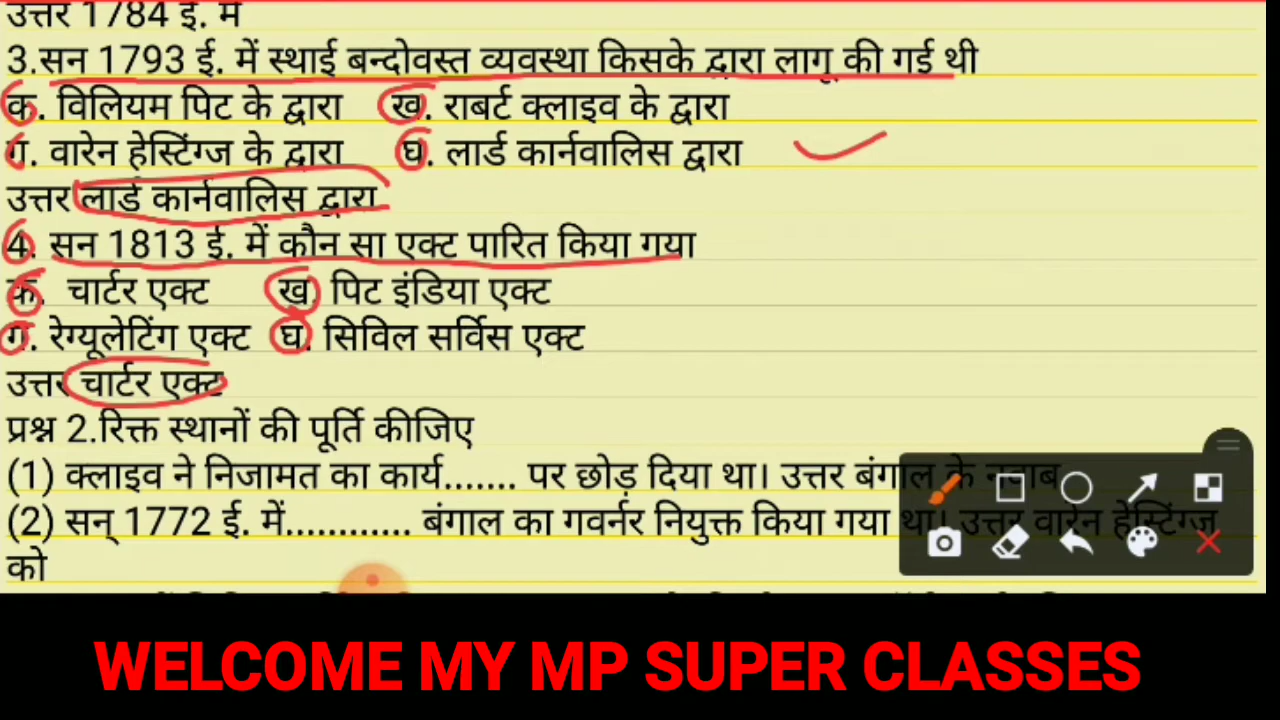 उत्तर 1784 ई. में
3.सन 1793 ई. में स्थाई बन्दोवस्त व्यवस्था किसके द्वारा लागू की गई थी
क. विलियम पिट के द्वारा ख. राबर्ट क्लाइव के द्वारा
ग. वारेन हेस्टिंग्ज के द्वारा घ. लार्ड कार्नवालिस द्वारा
उत्तर लार्ड कार्नवालिस द्वारा
4. सन 1813 ई. में कौन सा एक्ट पारित किया गया
क. चार्टर एक्ट ख. पिट इंडिया एक्ट
ग. रेग्यूलेटिंग एक्ट घ. सिविल सर्विस एक्ट
उत्तर चार्टर एक्ट
प्रश्न 2.रिक्त स्थानों की पूर्ति कीजिए
(1) क्लाइव ने निजामत का कार्य....... पर छोड़ दिया था। उत्तर बंगाल के नवाब
(2) सन् 1772 ई. में............ बंगाल का गवर्नर नियुक्त किया गया था। उत्तर वारेन हेस्टिंग्ज
को
WELCOME MY MP SUPER CLASSES